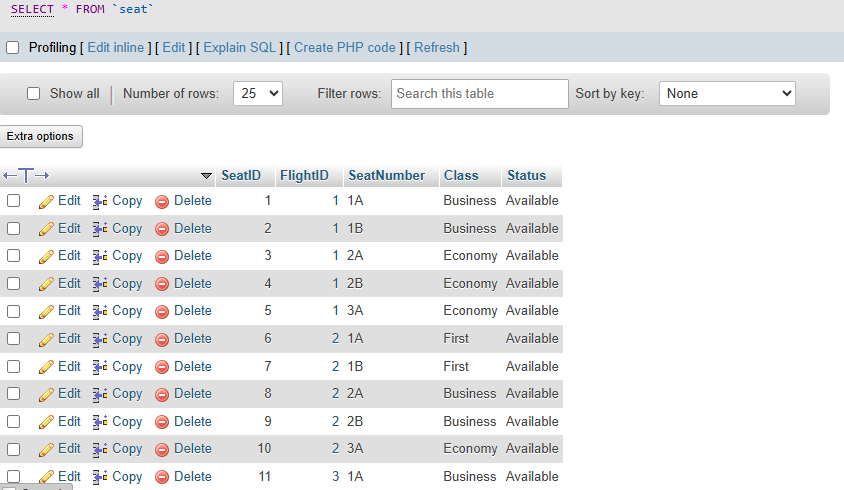 SELECT * FROM `seat`
Profiling [ Edit inline ] [ Edit ] [ Explain SQL ] [ Create PHP code ] [ Refresh ]
Show all | Number of rows: 25 Filter rows: Search this table Sort by key: None
Extra options
SeatID FlightID SeatNumber Class Status
Edit Copy Delete 1 1 1A Business Available
Edit Copy Delete 2 1 1B Business Available
Edit Copy Delete 3 1 2A Economy Available
Edit Copy Delete 4 1 2B Economy Available
Edit Copy Delete 5 1 3A Economy Available
Edit Copy Delete 6 2 1A First Available
Edit Copy Delete 7 2 1B First Available
Edit Copy Delete 8 2 2A Business Available
Edit Copy Delete 9 2 2B Business Available
Edit Copy Delete 10 2 3A Economy Available
Edit Copy Delete 11 3 1A Business Available